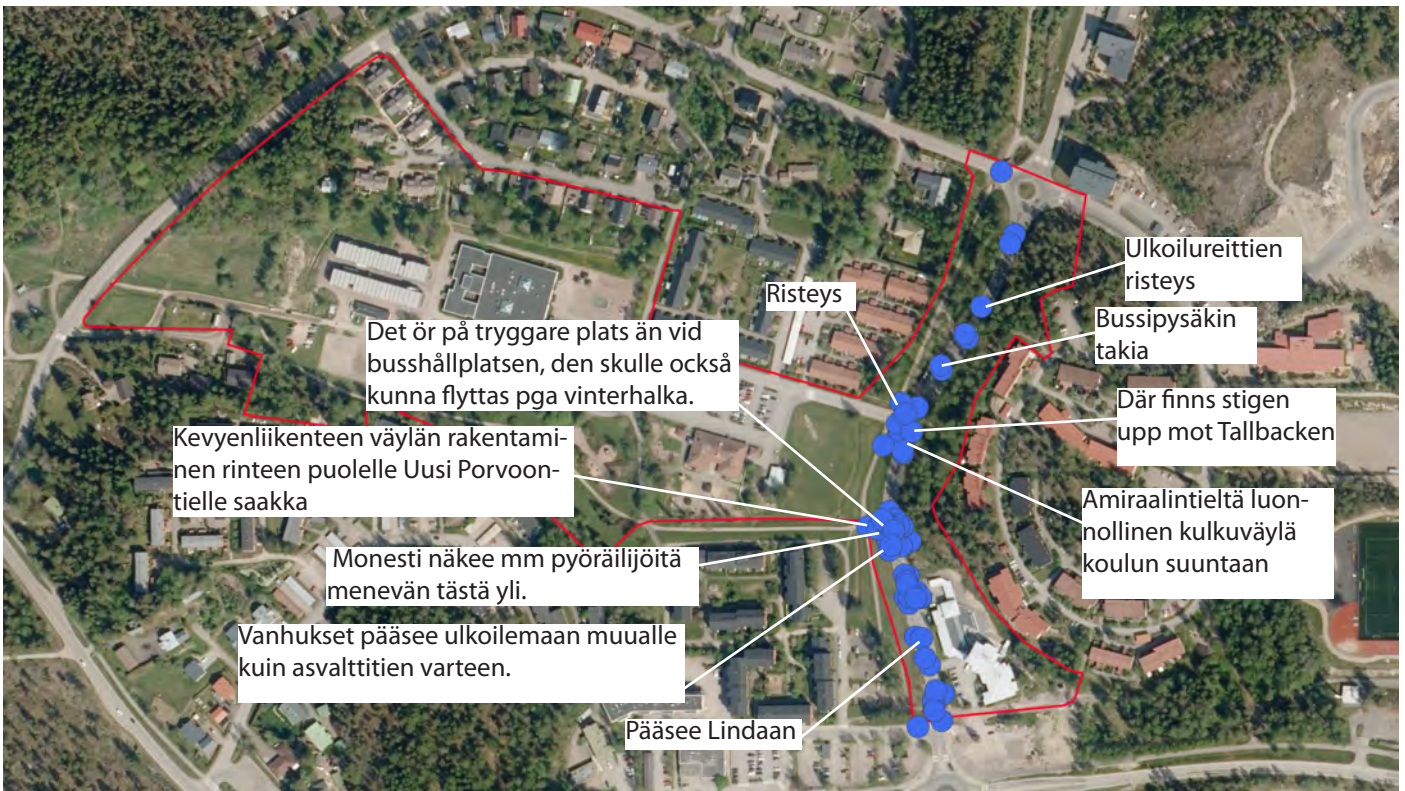 Ulkoilureittien
risteys
Risteys
Bussipysäkin
takia
Det ör på tryggare plats än vid
busshållplatsen, den skulle också
kunna flyttas pga vinterhalka.
Där finns stigen
upp mot Tallbacken
Kevyenliikenteen väylän rakentami-
nen rinteen puolelle Uusi Porvoon-
tielle saakka
Amiraalintieltä luon-
nollinen kulkuväylä
koulun suuntaan
Monesti näkee mm pyöräilijöitä
menevän tästä yli.
Vanhukset pääsee ulkoilemaan muualle
kuin asvalttitien varteen.
Pääsee Lindaan